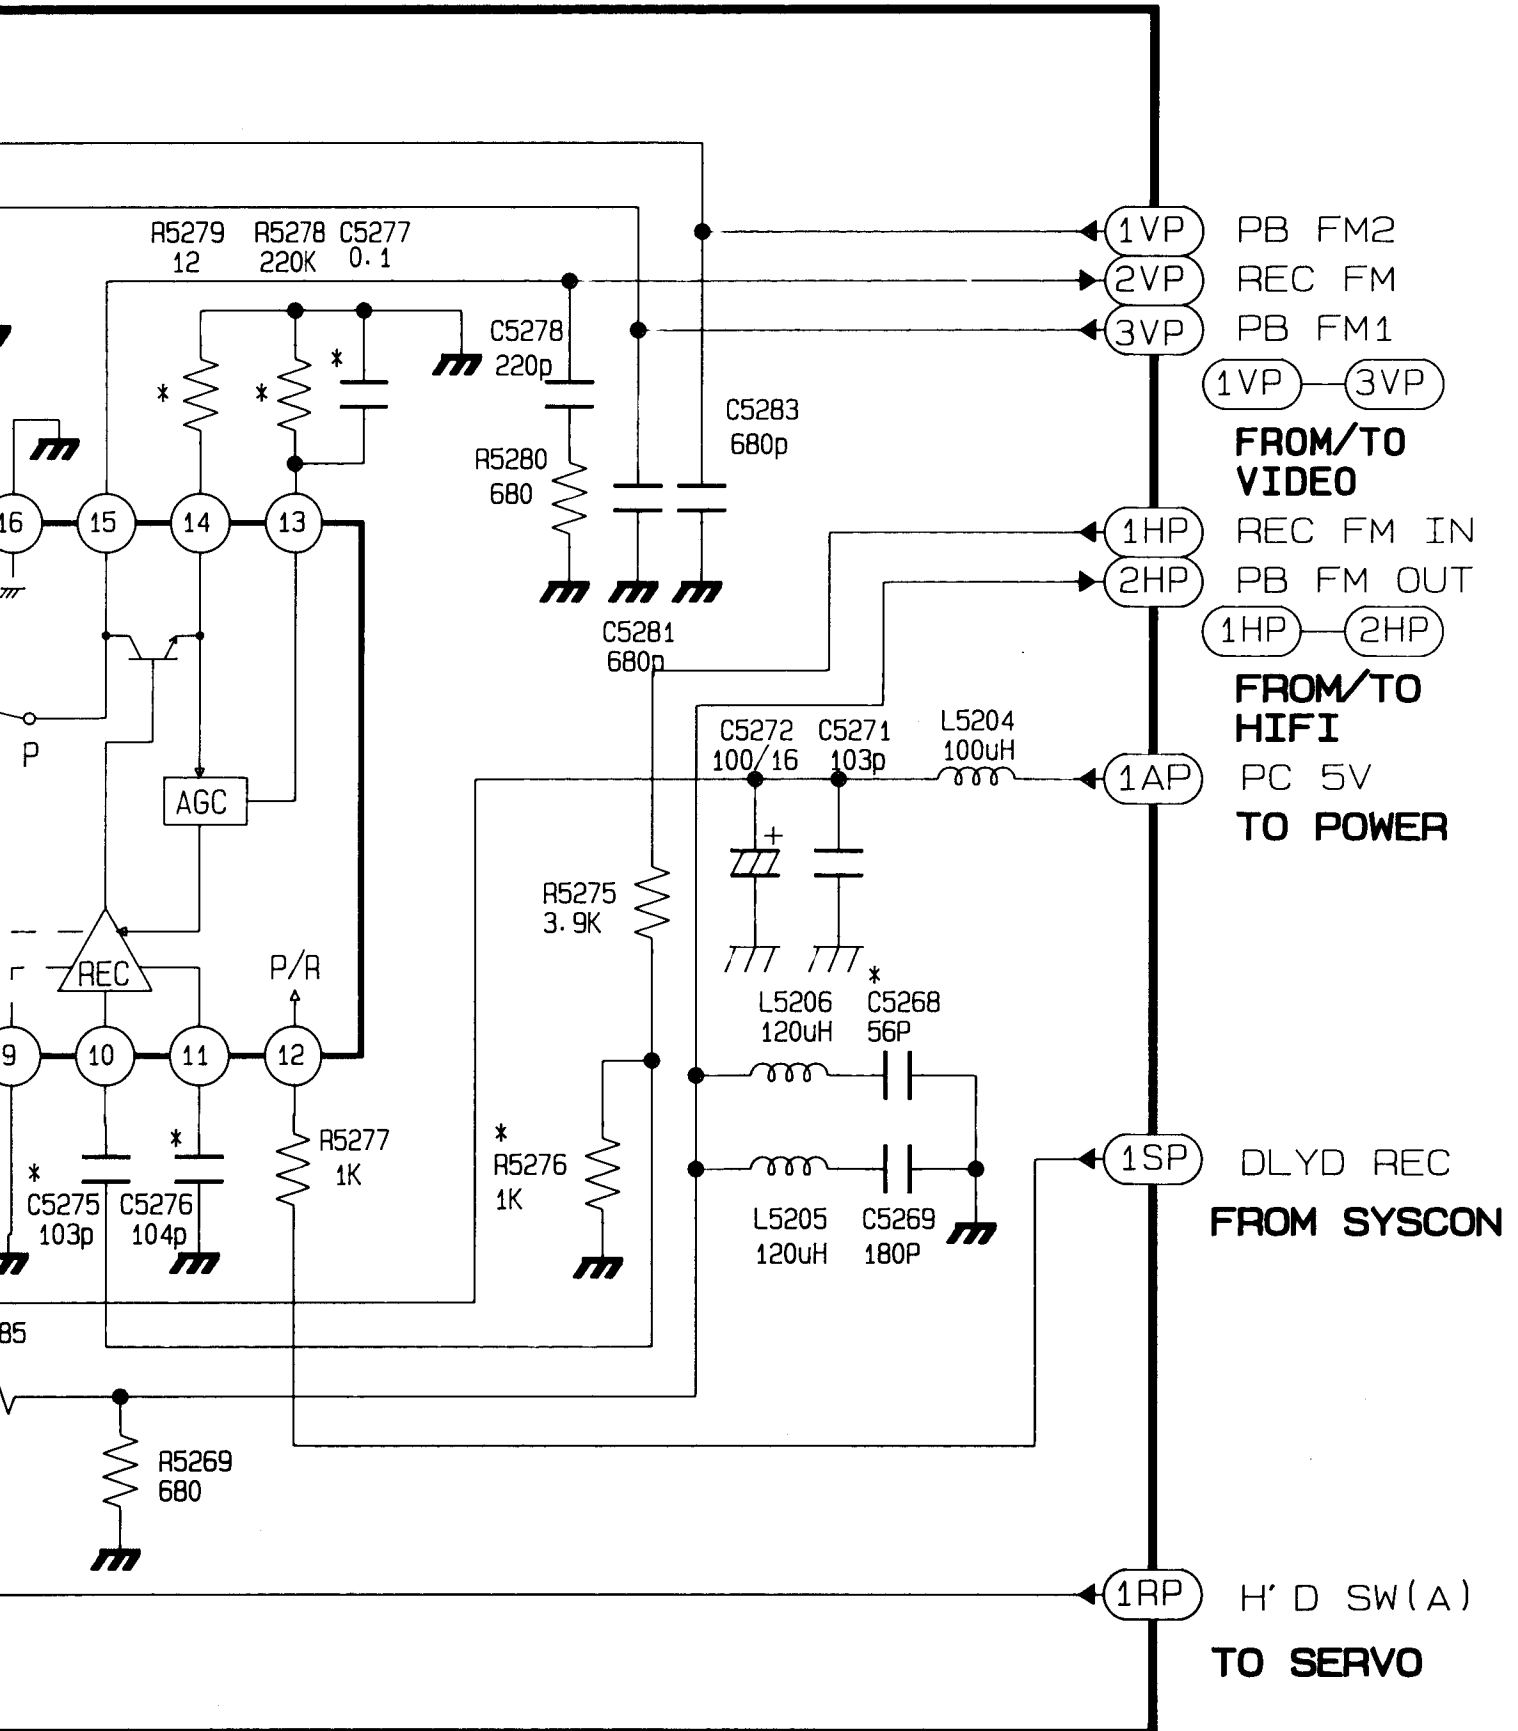 1VP PB FM2
2VP REC FM
3VP PB FM1
1VP 3VP
FROM/TO
VIDEO
1HP REC FM IN
2HP PB FM OUT
1HP 2HP
FROM/TO
HIFI
1AP PC 5V
TO POWER
1SP DLYD REC
FROM SYSCON
1RP H'D SW(A)
TO SERVO
R5279
12
R5278
220K
C5277
0.1
*
*
*
C5278
220p
R5280
680
C5283
680p
C5281
680p
16
15
14
13
P
AGC
REC
P/R
9
10
11
12
C5272
100/16
+
C5271
103p
L5204
100uH
R5275
3.9K
L5206
120uH
*
C5268
56P
L5205
120uH
C5269
180P
*
R5276
1K
R5277
1K
*
C5275
103p
*
C5276
104p
85
R5269
680